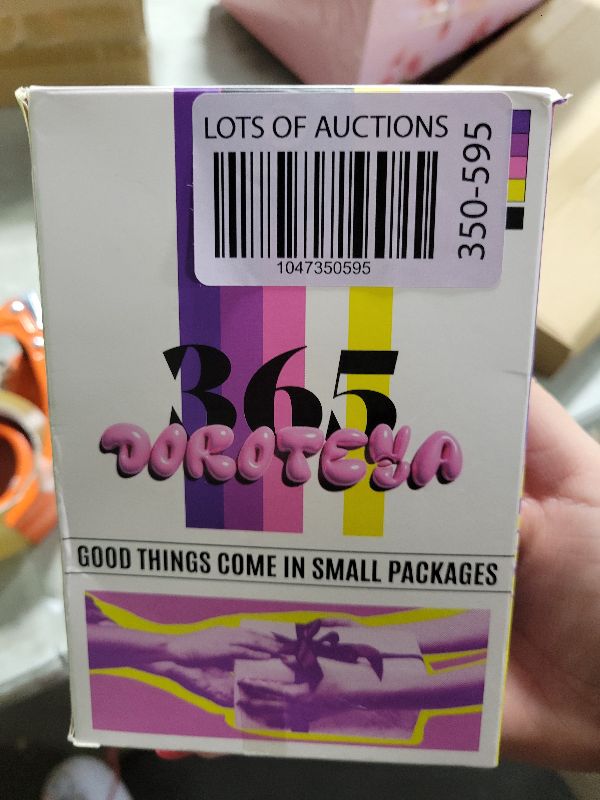 LOTS OF AUCTIONS
350-595
1047350595
365
DOROTEYA
GOOD THINGS COME IN SMALL PACKAGES